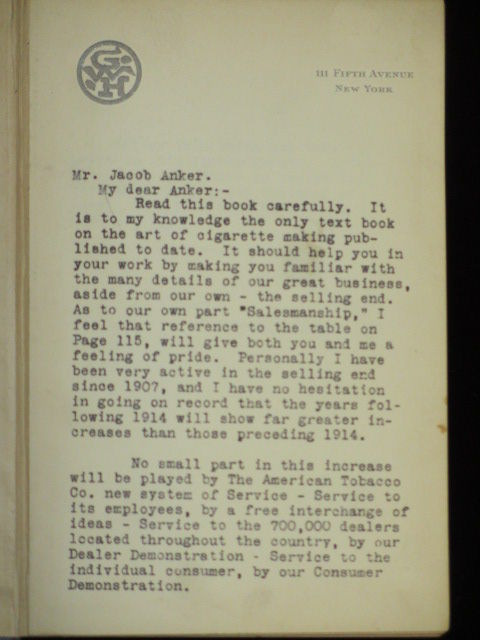 GWH
111 Fifth Avenue
New York
Mr. Jacob Anker.
My dear Anker:-
Read this book carefully. It
is to my knowledge the only text book
on the art of cigarette making pub-
lished to date. It should help you in
your work by making you familiar with
the many details of our great business,
aside from our own - the selling end.
As to our own part "Salesmanship," I
feel that reference to the table on
Page 115, will give both you and me a
feeling of pride. Personally I have
been very active in the selling end
since 1907, and I have no hesitation
in going on record that the years fol-
lowing 1914 will show far greater in-
creases than those preceding 1914.
No small part in this increase
will be played by The American Tobacco
Co. new system of Service - Service to
its employees, by a free interchange of
ideas - Service to the 700,000 dealers
located throughout the country, by our
Dealer Demonstration - Service to the
individual consumer, by our Consumer
Demonstration.